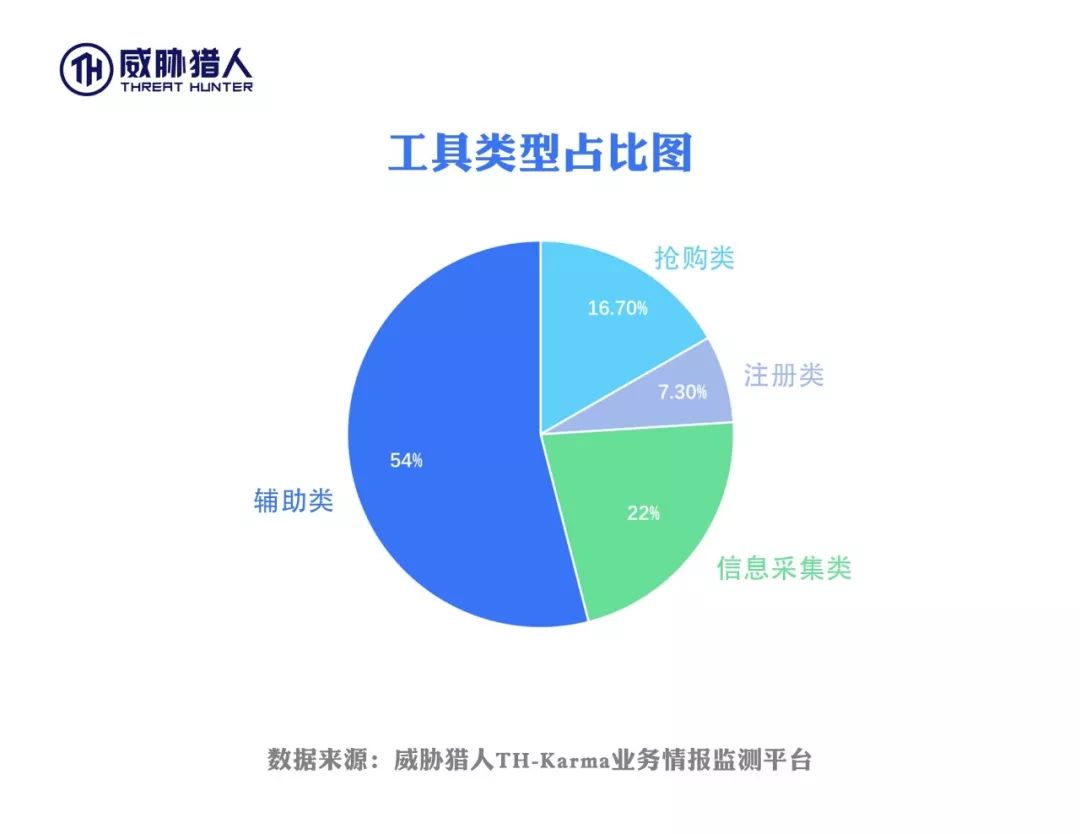 TH 威胁猎人
THREAT HUNTER
工具类型占比图
抢购类
16.70%
注册类
7.30%
54%
辅助类
22%
信息采集类
数据来源：威胁猎人TH-Karma业务情报监测平台